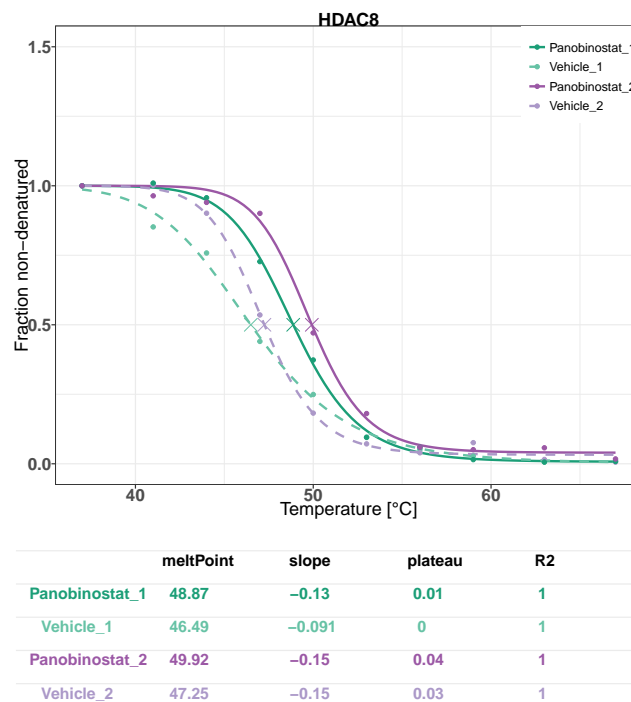 HDAC8
1.5
Panobinostat_1
Vehicle_1
Panobinostat_2
Vehicle_2
1.0
Fraction non−denatured
0.5
0.0
40 50 60
Temperature [°C]
meltPoint slope plateau R2
Panobinostat_1 48.87 −0.13 0.01 1
Vehicle_1 46.49 −0.091 0 1
Panobinostat_2 49.92 −0.15 0.04 1
Vehicle_2 47.25 −0.15 0.03 1